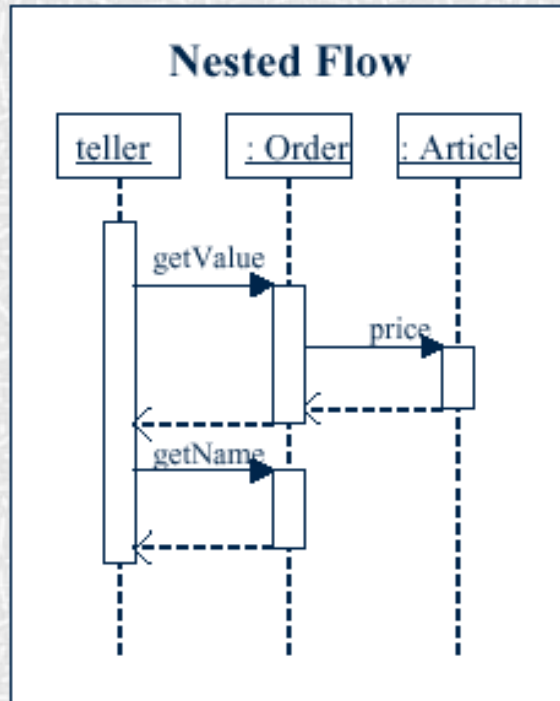 Nested Flow
teller
: Order
: Article
getValue
price
getName